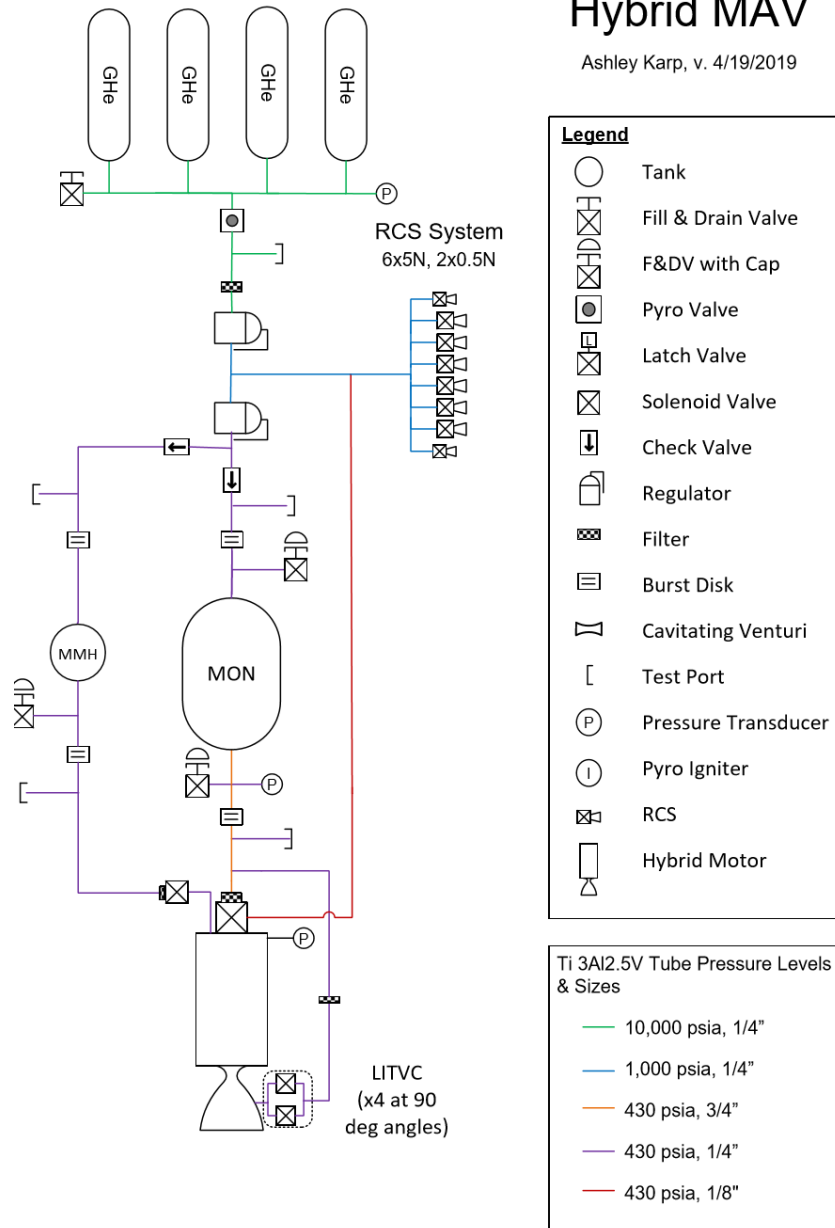 Hybrid MAV
Ashley Karp, v. 4/19/2019
GHe
GHe
GHe
GHe
P
RCS System
6x5N, 2x0.5N
MMH
MON
P
P
LITVC
(x4 at 90
deg angles)
Legend
Tank
Fill & Drain Valve
F&DV with Cap
Pyro Valve
L
Latch Valve
Solenoid Valve
Check Valve
Regulator
Filter
Burst Disk
Cavitating Venturi
Test Port
P
Pressure Transducer
I
Pyro Igniter
RCS
Hybrid Motor
Ti 3Al2.5V Tube Pressure Levels
& Sizes
10,000 psia, 1/4”
1,000 psia, 1/4”
430 psia, 3/4”
430 psia, 1/4”
430 psia, 1/8"